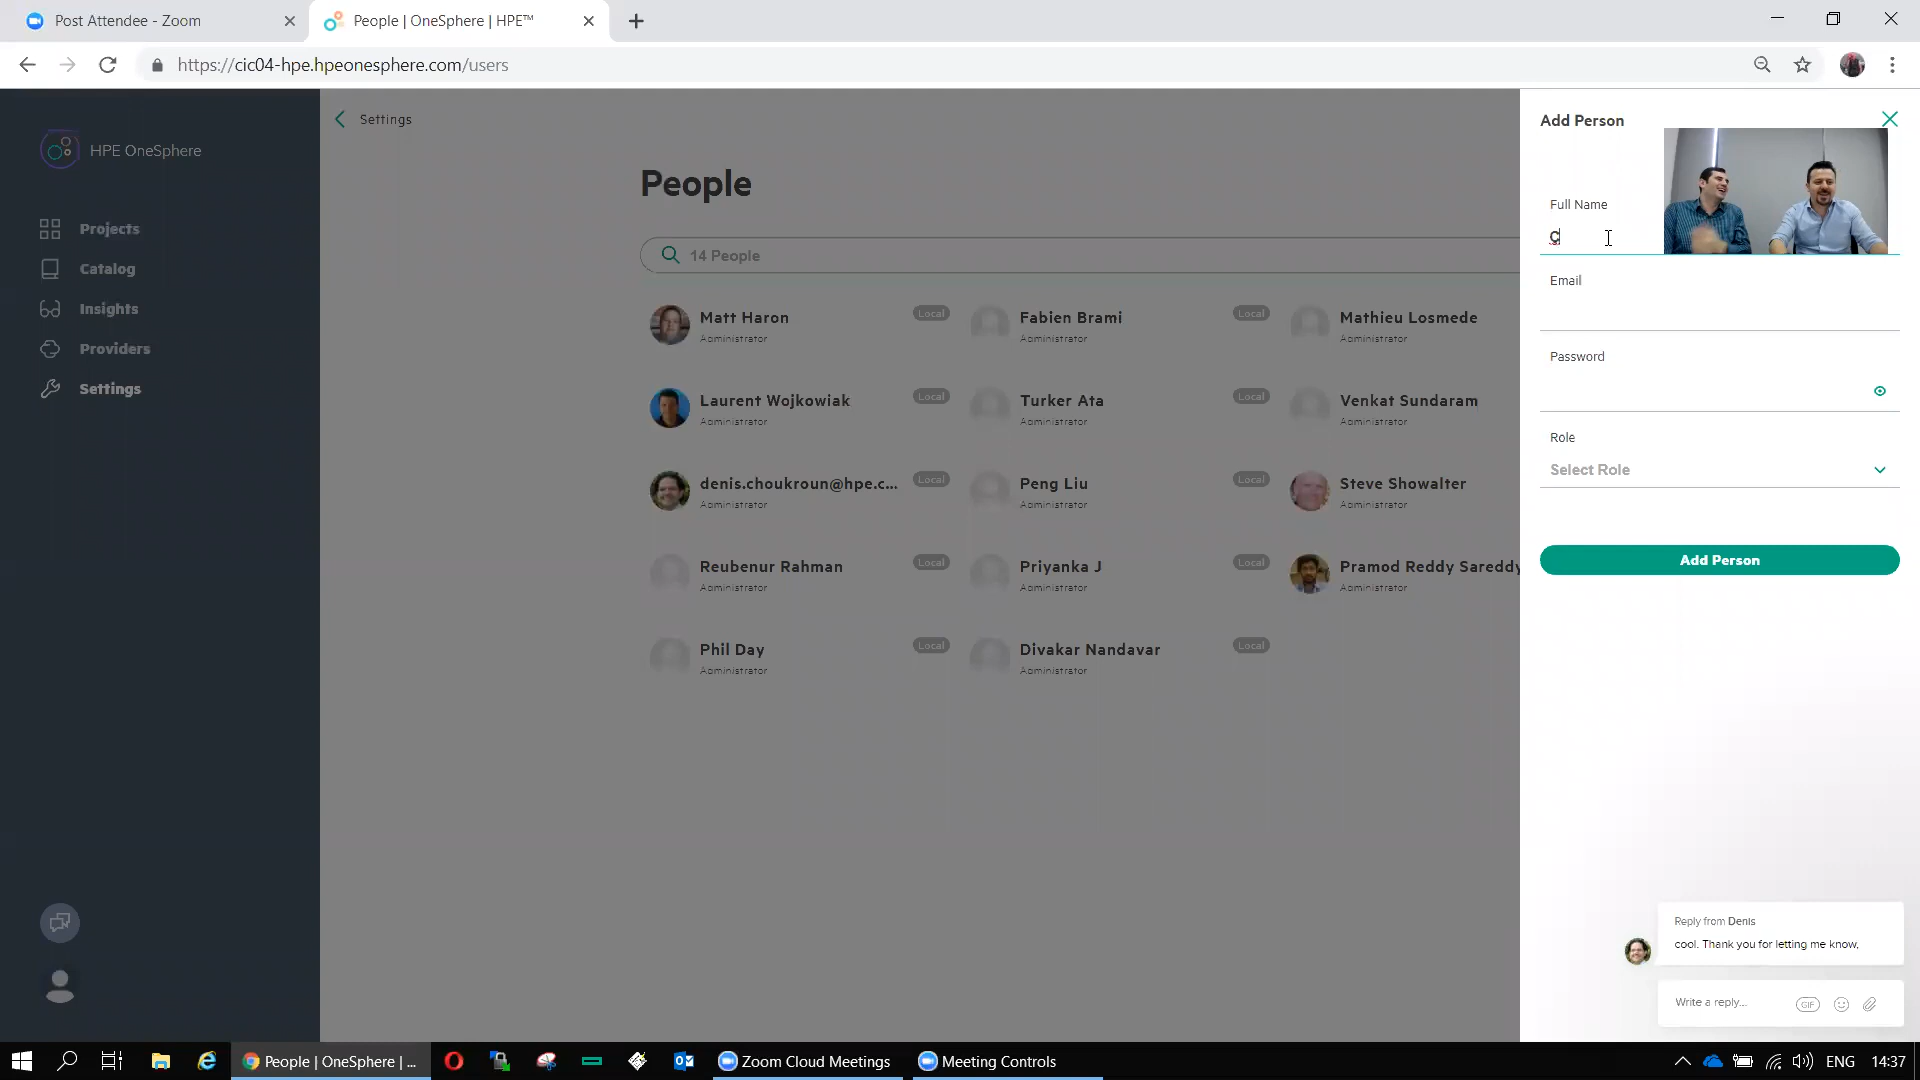 Post Attendee - Zoom
People | OneSphere | HPE™
https://cic04-hpe.hpeonesphere.com/users
HPE OneSphere
Projects
Catalog
Insights
Providers
Settings
Settings
People
14 People
Matt Haron
Local
Administrator
Fabien Brami
Local
Administrator
Mathieu Losmede
Administrator
Laurent Wojkowiak
Local
Administrator
Turker Ata
Local
Administrator
Venkat Sundaram
Administrator
denis.choukroun@hpe.c...
Local
Administrator
Peng Liu
Local
Administrator
Steve Showalter
Administrator
Reubenur Rahman
Local
Administrator
Priyanka J
Local
Administrator
Pramod Reddy Sareddy
Administrator
Phil Day
Local
Administrator
Divakar Nandavar
Local
Administrator
Add Person
Full Name
C
Email
Password
Role
Select Role
Add Person
Reply from Denis
cool. Thank you for letting me know,
Write a reply...
GIF
People | OneSphere | ...
Zoom Cloud Meetings
Meeting Controls
ENG
14:37